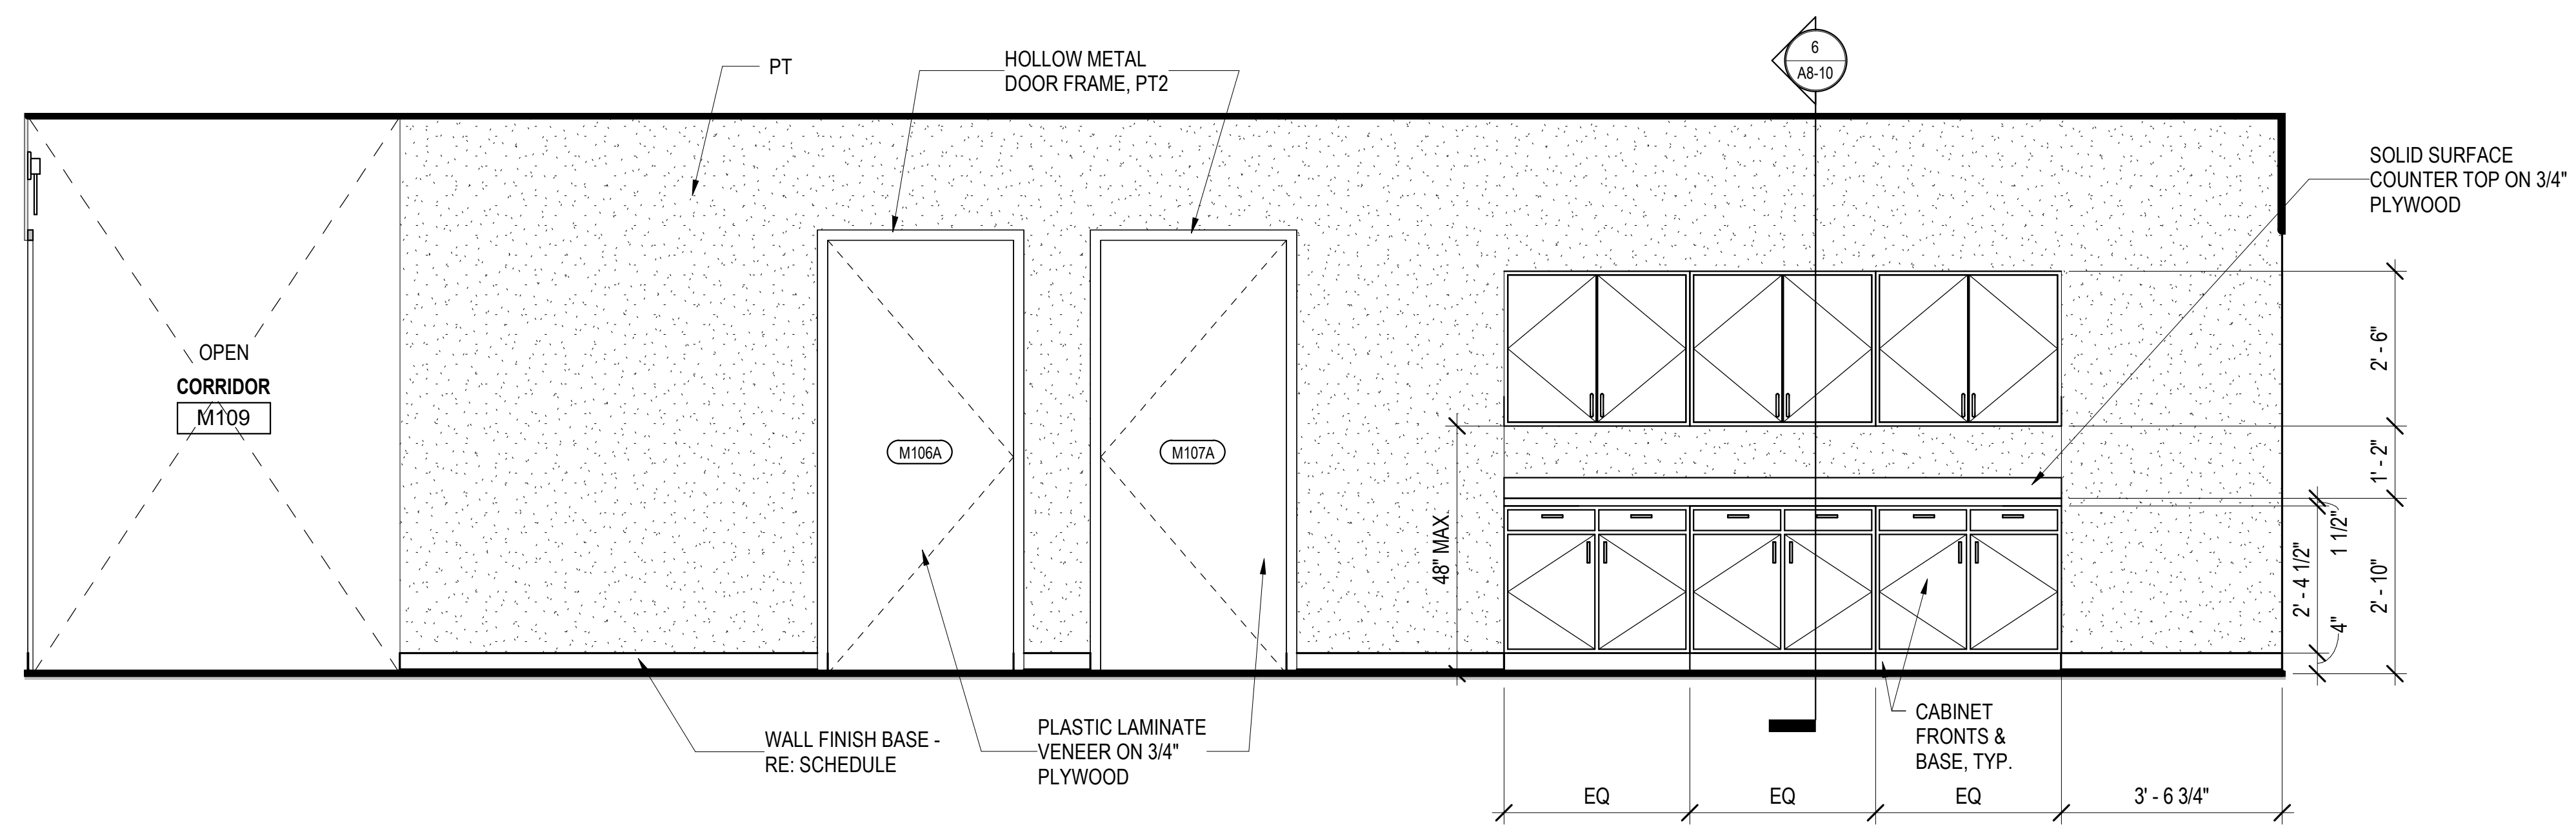 6
A8-10
PT
HOLLOW METAL
DOOR FRAME, PT2
SOLID SURFACE
COUNTER TOP ON 3/4"
PLYWOOD
OPEN
CORRIDOR
M109
M106A
M107A
48" MAX
2' - 6"
1' - 2"
1 1/2"
2' - 4 1/2"
2' - 10"
4"
WALL FINISH BASE -
RE: SCHEDULE
PLASTIC LAMINATE
VENEER ON 3/4"
PLYWOOD
CABINET
FRONTS &
BASE, TYP.
EQ
EQ
EQ
3' - 6 3/4"